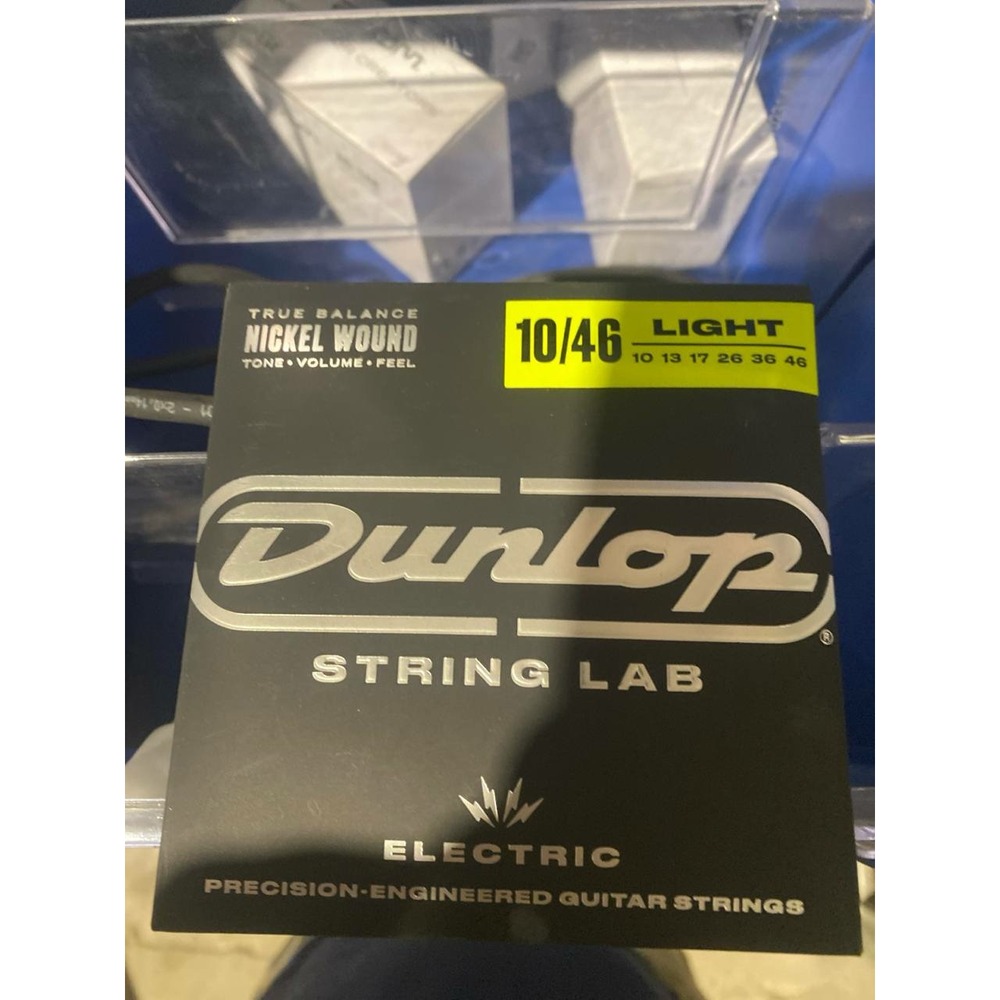 TRUE BALANCE
NICKEL WOUND
TONE • VOLUME • FEEL
10/46 LIGHT
10 13 17 26 36 46
Dunlop
®
STRING LAB
ELECTRIC
PRECISION-ENGINEERED GUITAR STRINGS